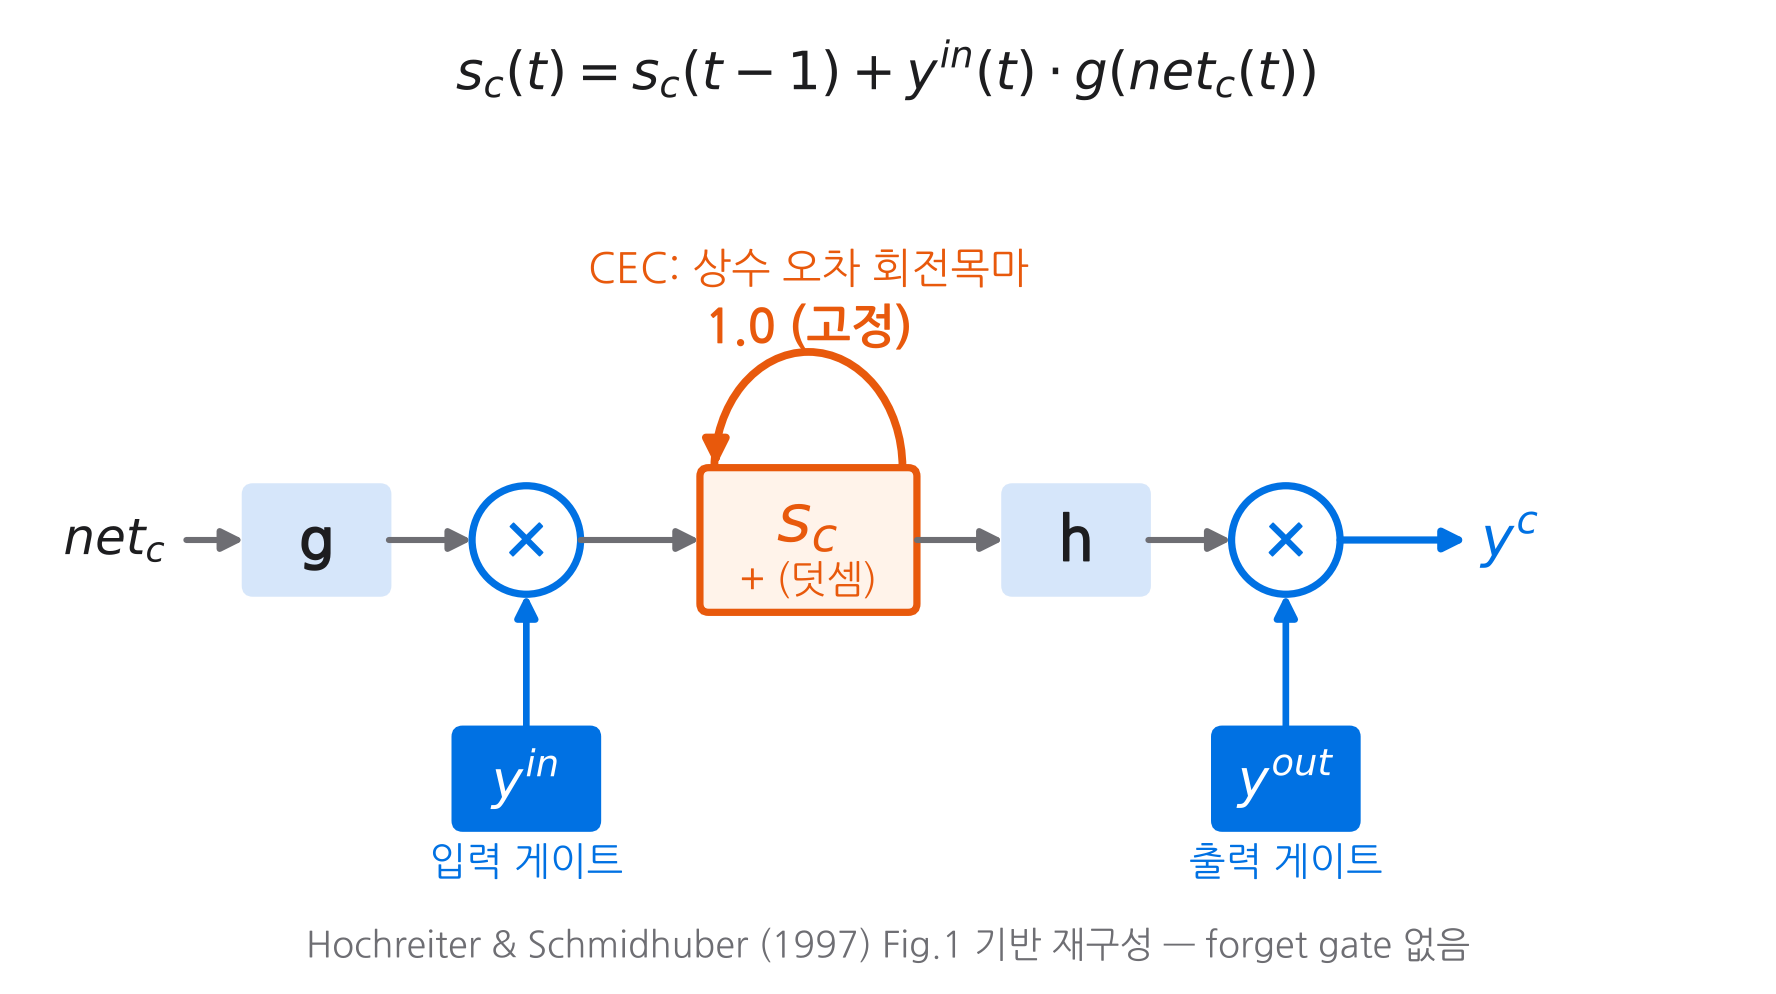 s_c(t) = s_c(t − 1) + y^{in}(t) · g(net_c(t))
CEC: 상수 오차 회전목마
1.0 (고정)
net_c
g
×
s_c
+ (덧셈)
h
×
y^c
y^{in}
y^{out}
입력 게이트
출력 게이트
Hochreiter & Schmidhuber (1997) Fig.1 기반 재구성 — forget gate 없음